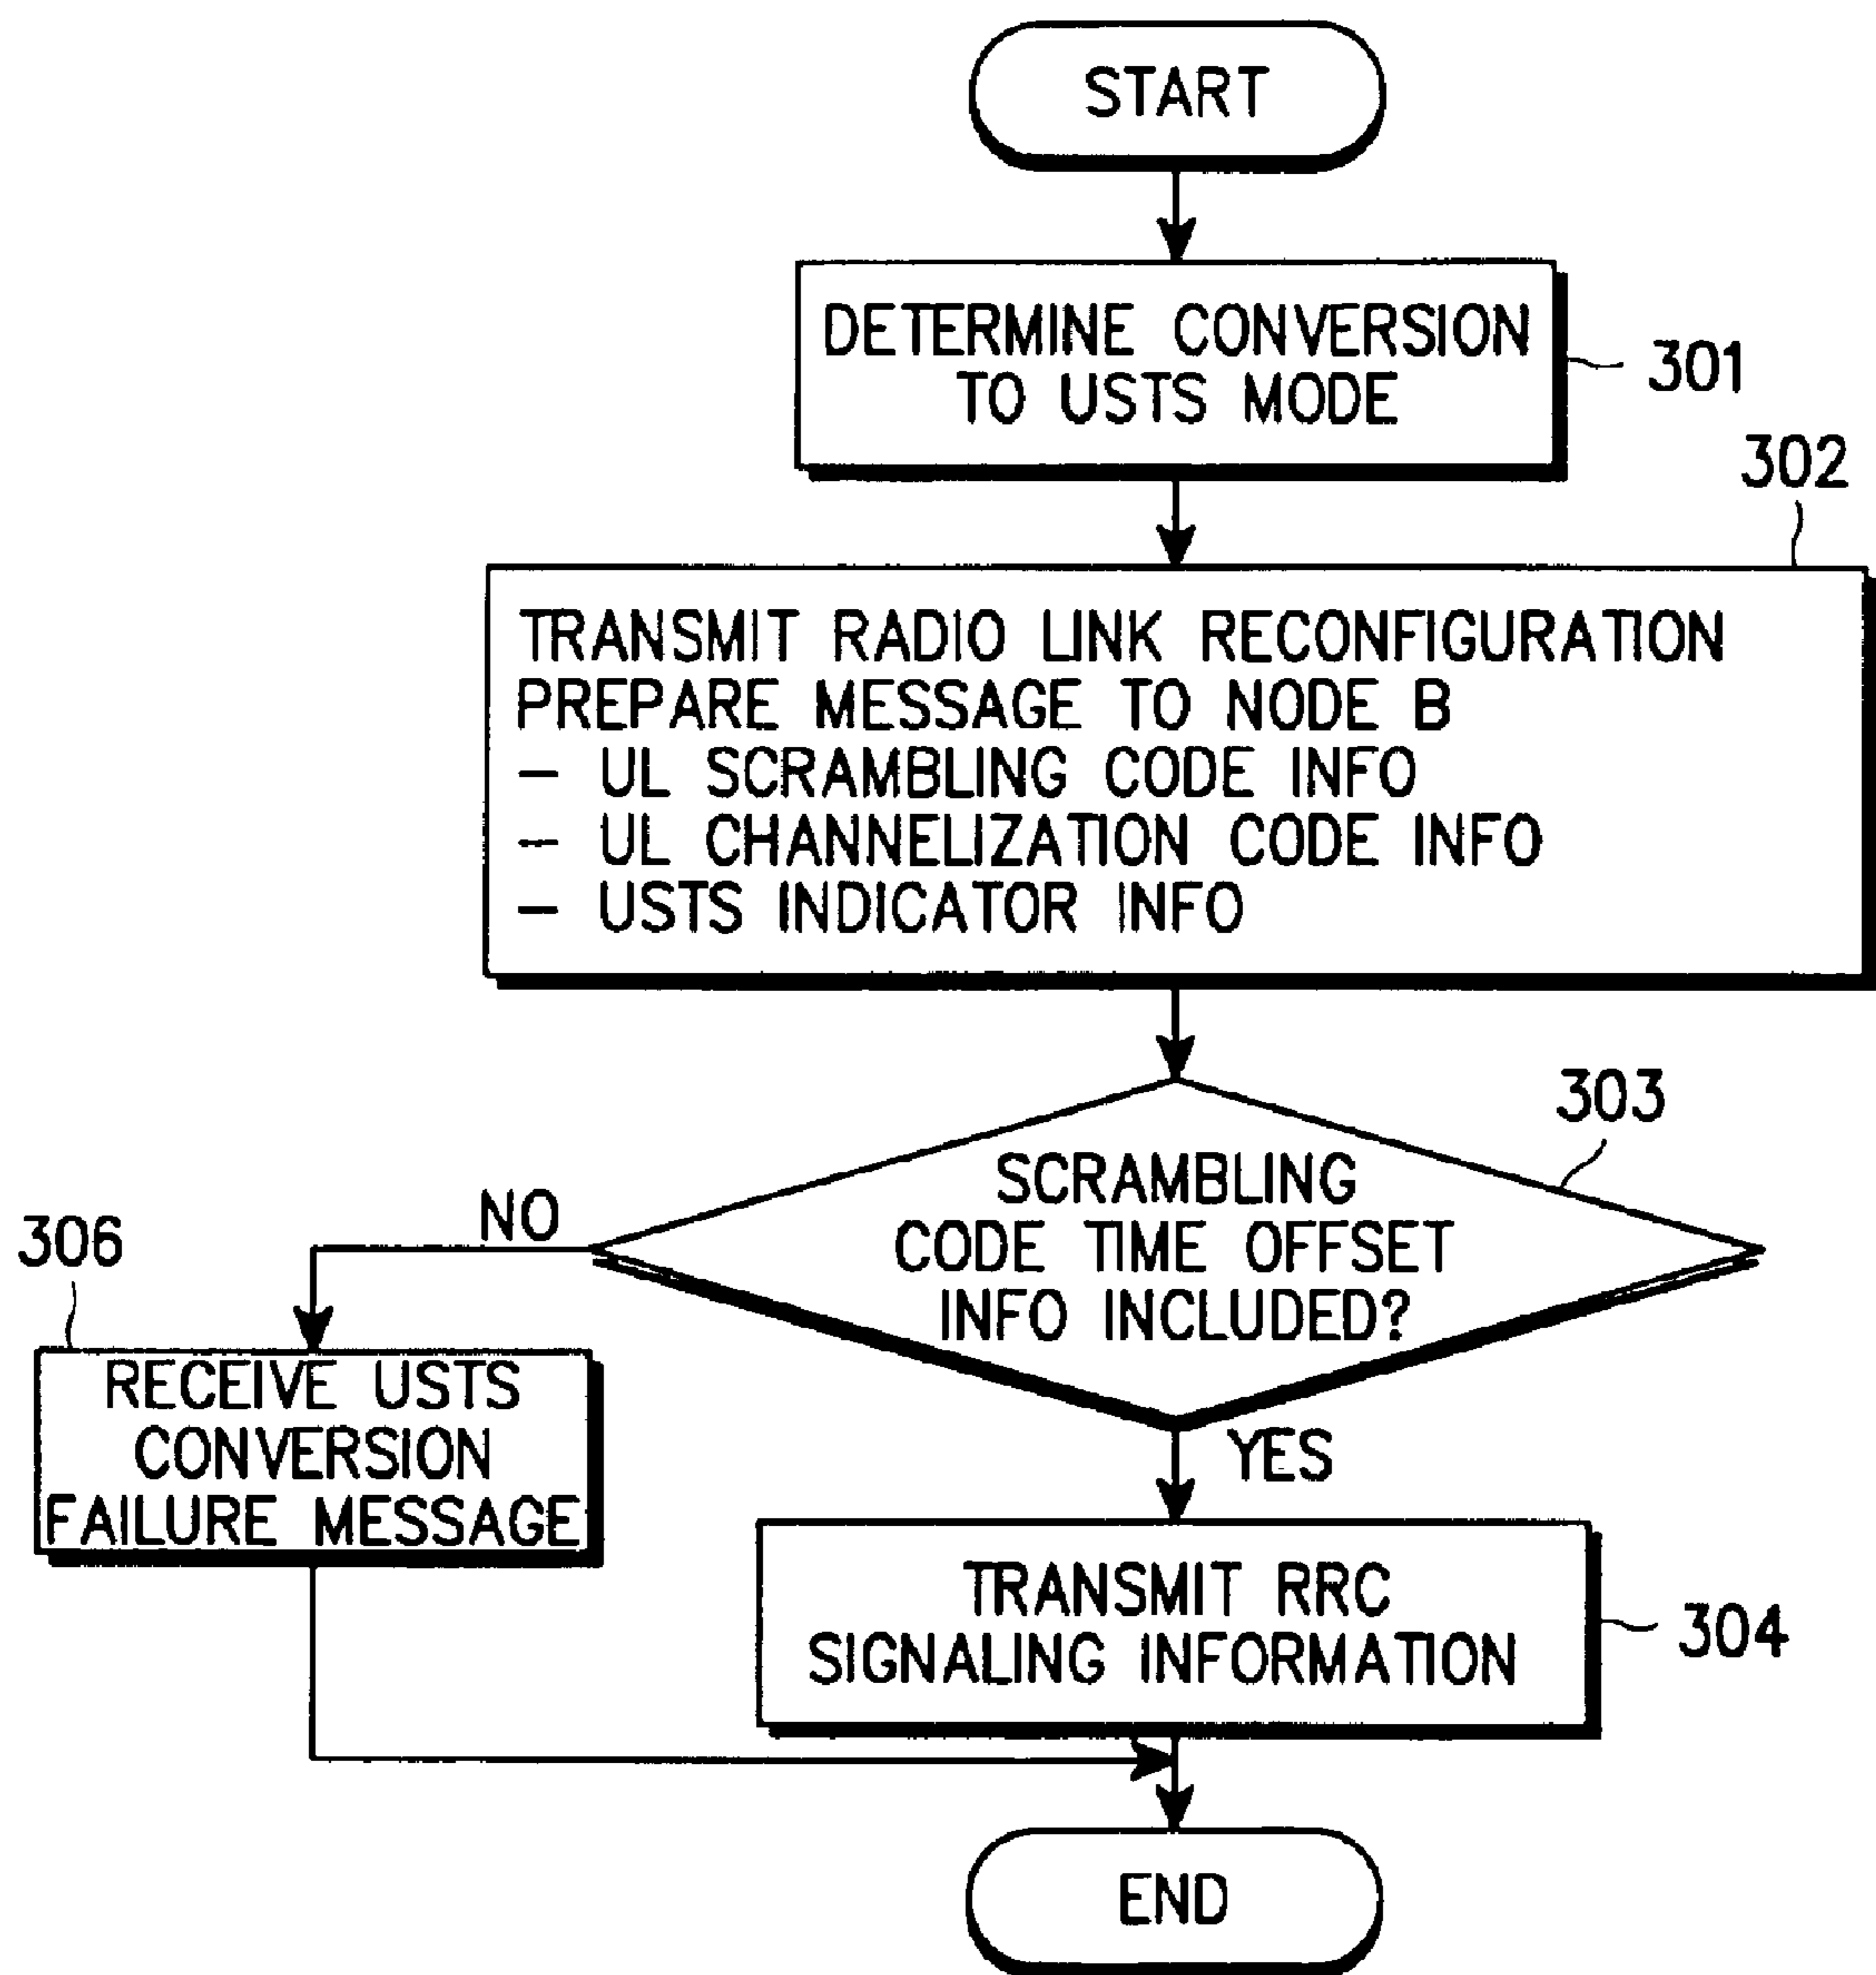 START
DETERMINE CONVERSION
TO USTS MODE
301
302
TRANSMIT RADIO LINK RECONFIGURATION
PREPARE MESSAGE TO NODE B
— UL SCRAMBLING CODE INFO
— UL CHANNELIZATION CODE INFO
— USTS INDICATOR INFO
303
SCRAMBLING
CODE TIME OFFSET
INFO INCLUDED?
NO
306
RECEIVE USTS
CONVERSION
FAILURE MESSAGE
YES
TRANSMIT RRC
SIGNALING INFORMATION
304
END